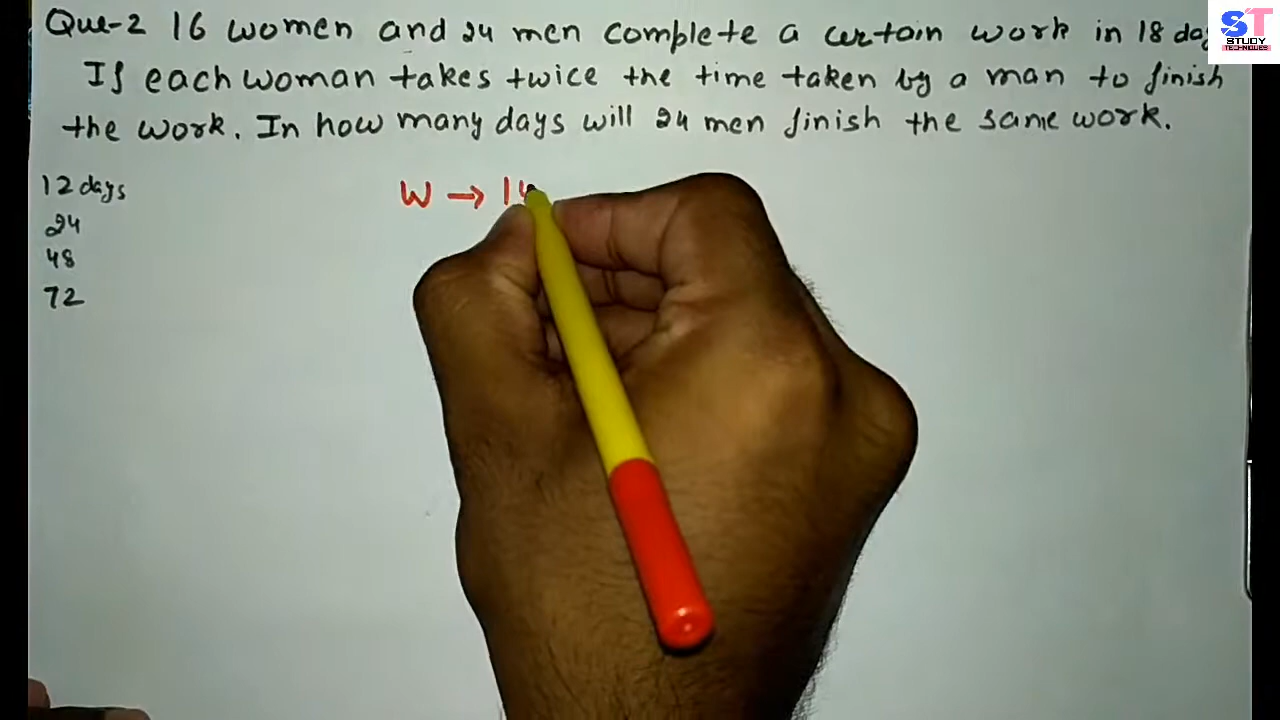 Que-2 16 women and 24 men complete a certain work in 18 day
If each woman takes twice the time taken by a man to finish
the work. In how many days will 24 men finish the same work.
12 days
24
48
72
W → 14
ST
STUDY
TECHNIQUES